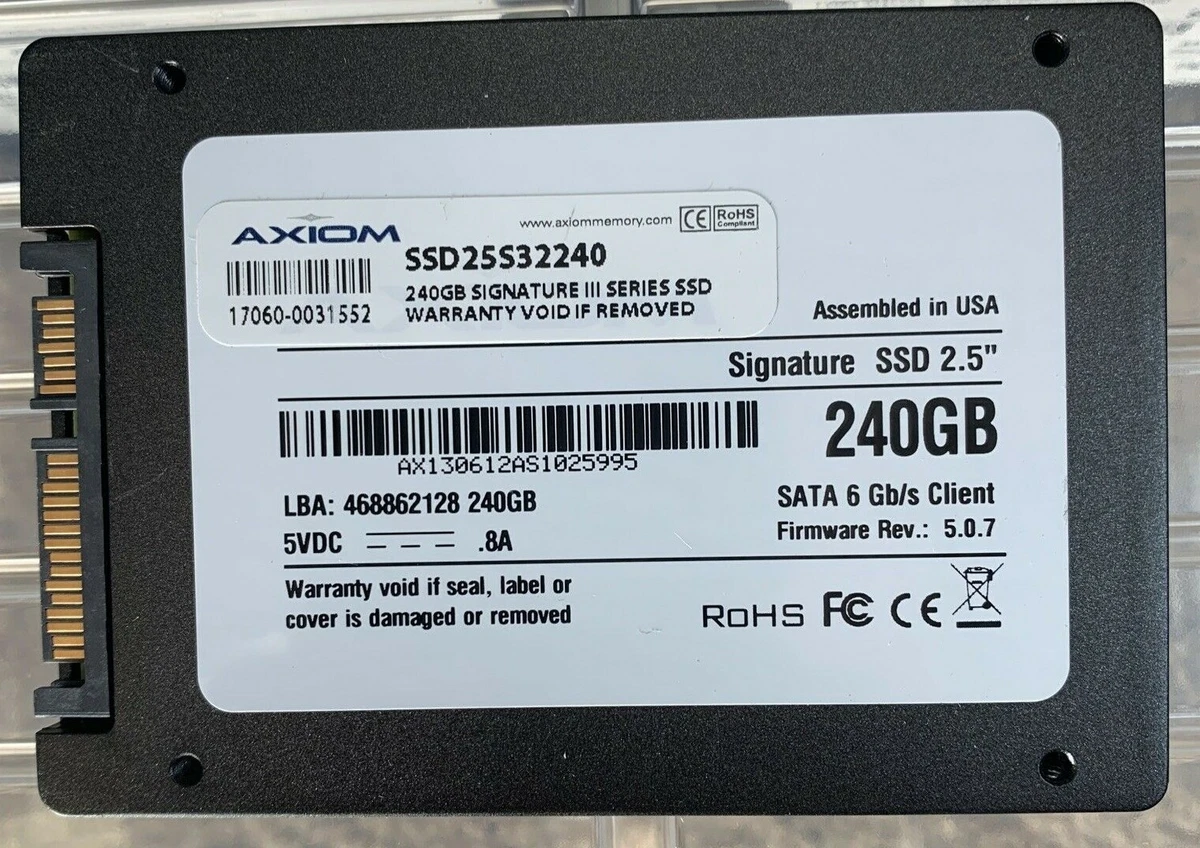 AXIOM
www.axiommemory.com
CE RoHS Compliant
SSD25S32240
240GB SIGNATURE III SERIES SSD
17060-0031552
WARRANTY VOID IF REMOVED
Assembled in USA
Signature SSD 2.5"
240GB
AX130612AS1025995
LBA: 468862128 240GB
SATA 6 Gb/s Client
5VDC .8A
Firmware Rev.: 5.0.7
Warranty void if seal, label or
cover is damaged or removed
RoHS FC CE